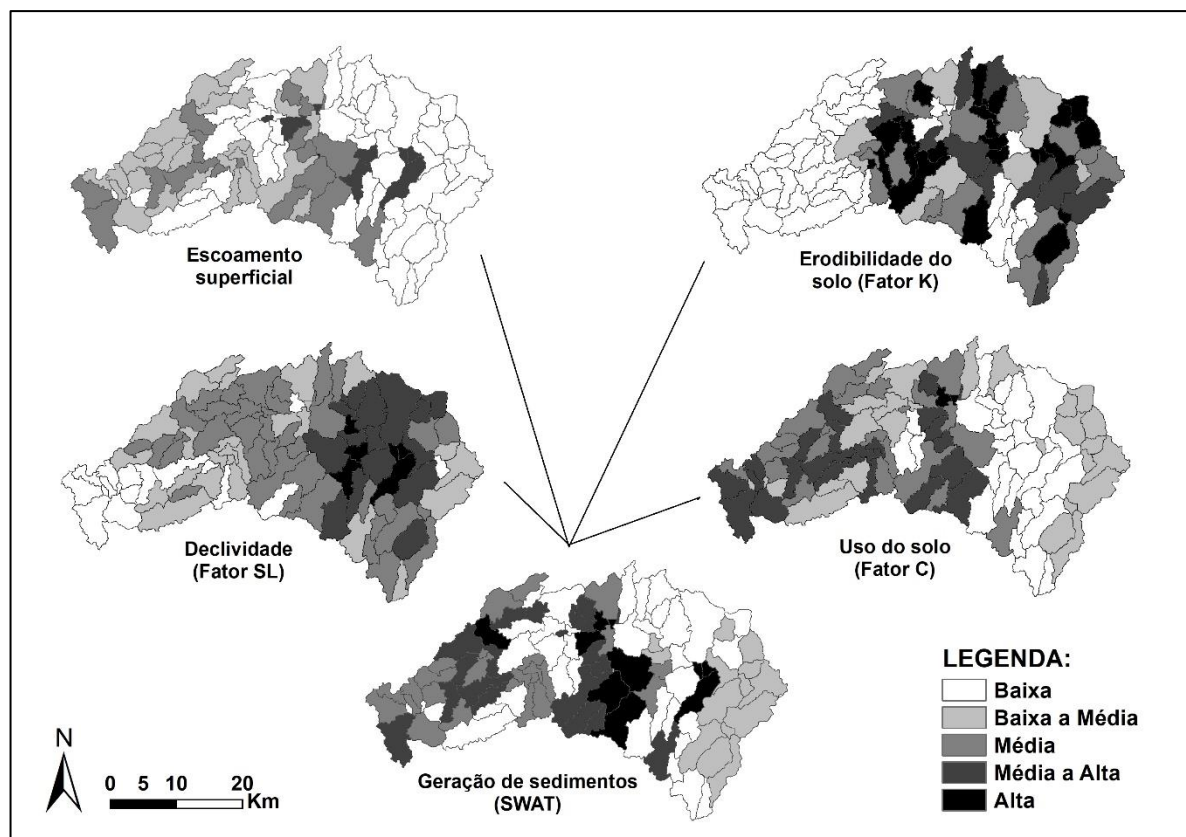 Escoamento
superficial
Erodibilidade do
solo (Fator K)
Declividade
(Fator SL)
Uso do solo
(Fator C)
Geração de sedimentos
(SWAT)
N
0 5 10 20
Km
LEGENDA:
Baixa
Baixa a Média
Média
Média a Alta
Alta